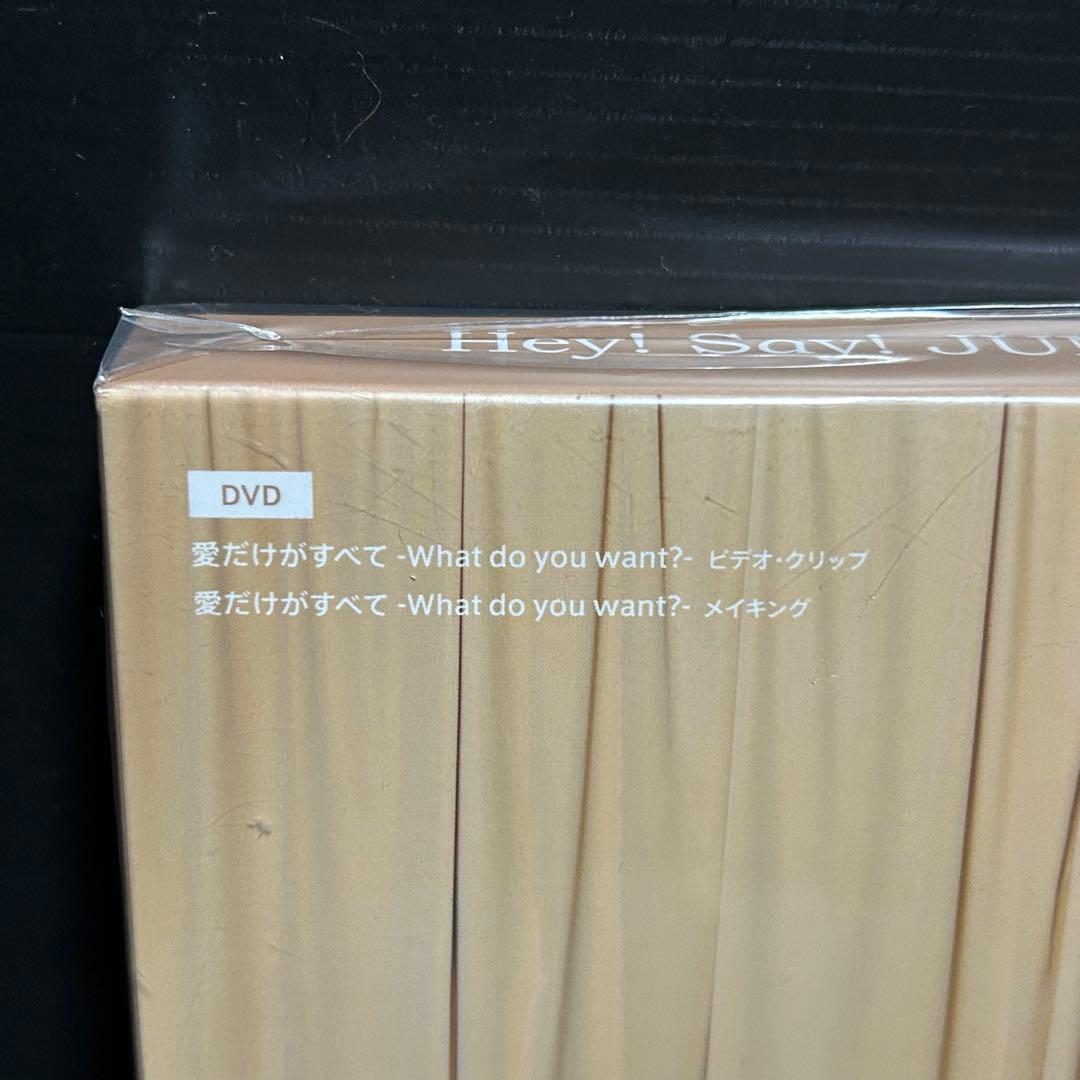 Hey! Say! JU
DVD
愛だけがすべて -What do you want?- ビデオ・クリップ
愛だけがすべて -What do you want?- メイキング